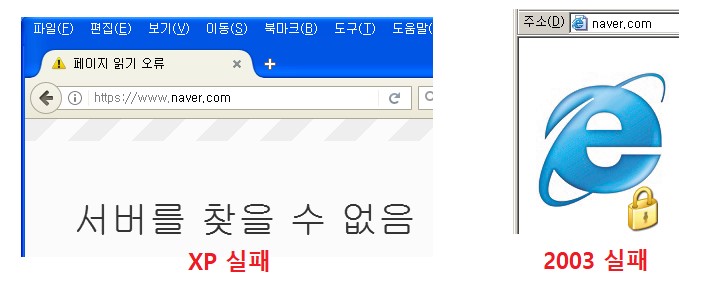 파일(F) 편집(E) 보기(V) 이동(S) 북마크(B) 도구(T) 도움말(
페이지 읽기 오류
https://www.naver.com
서버를 찾을 수 없음
XP 실패
주소(D) naver.com
2003 실패